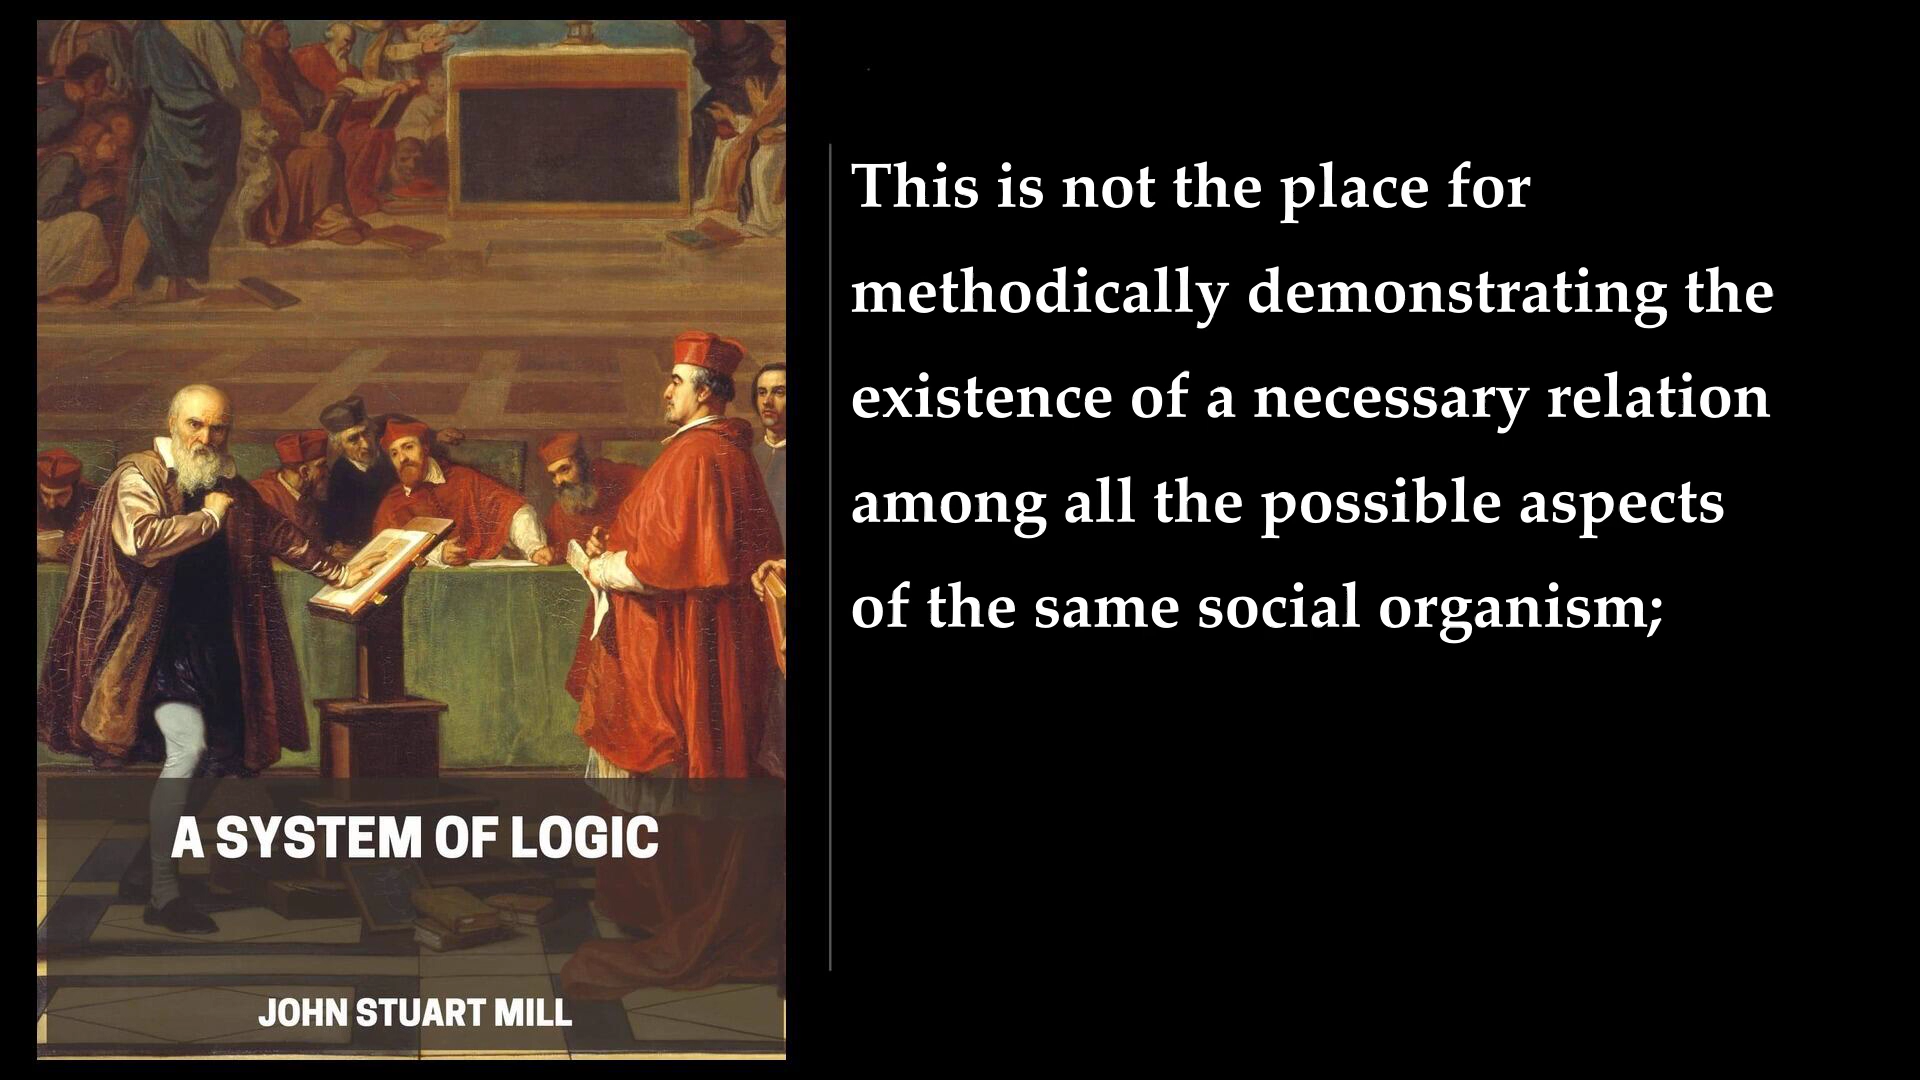 This is not the place for
methodically demonstrating the
existence of a necessary relation
among all the possible aspects
of the same social organism;
A SYSTEM OF LOGIC
JOHN STUART MILL